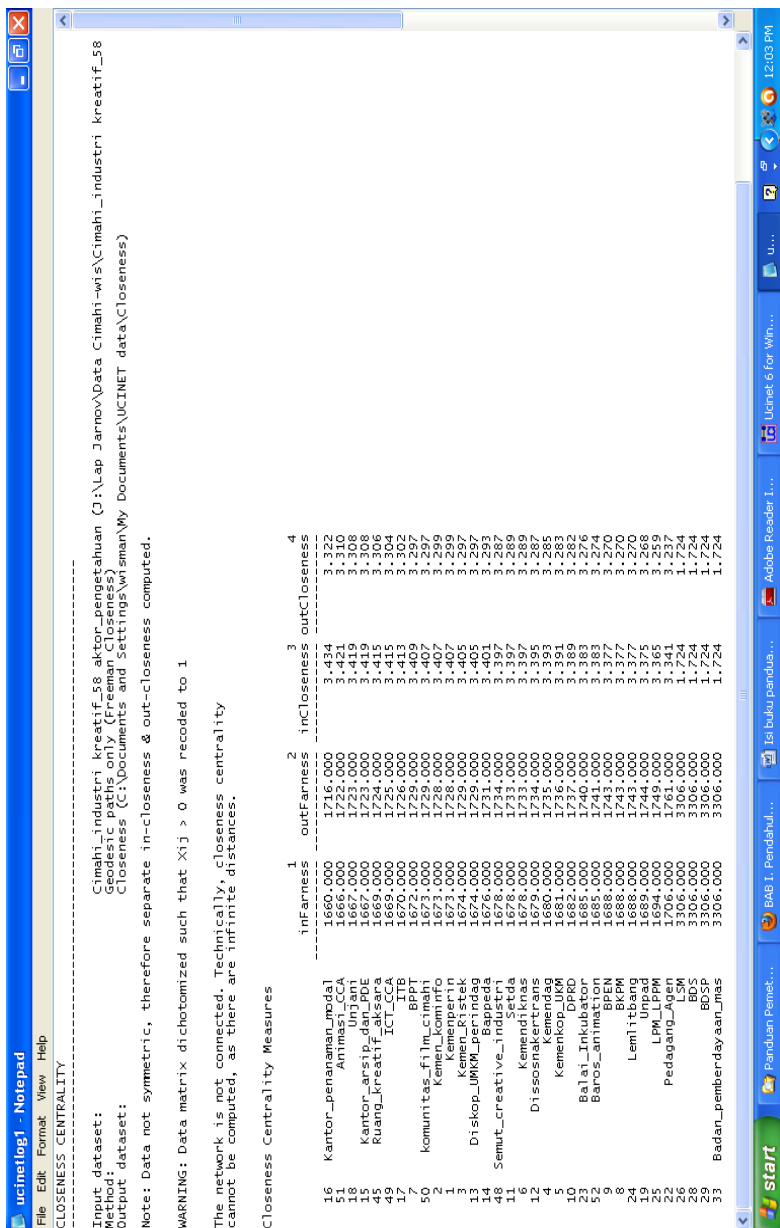 ucinetlog1 - Notepad
File Edit Format View Help
CLOSENESS CENTRALITY
--------------------------------------------------------------------------------
Input dataset: Cimahi_industri kreatif_58 aktor_pengetahuan (J:\Lap Jarnov\Data Cimahi-wis\Cimahi_industri kreatif_58
Method: Geodesic paths only (Freeman Closeness)
Output dataset: Closeness (C:\Documents and Settings\wisman\My Documents\UCINET data\Closeness)
Note: Data not symmetric, therefore separate in-closeness & out-closeness computed.
WARNING: Data matrix dichotomized such that Xij > 0 was recoded to 1
The network is not connected. Technically, closeness centrality
cannot be computed, as there are infinite distances.
Closeness Centrality Measures
1 2 3 4
inFarness outFarness inCloseness outCloseness
------------ ------------ ------------ ------------
16 Kantor_penanaman_modal 1660.000 1716.000 3.434 3.322
51 Animasi_CCA 1666.000 1722.000 3.421 3.310
18 Unjani 1667.000 1723.000 3.419 3.308
15 Kantor_arsip_dan_PDE 1667.000 1723.000 3.419 3.308
45 Ruang_kreatif_aksara 1669.000 1724.000 3.415 3.306
49 ICT_CCA 1669.000 1725.000 3.415 3.304
17 ITB 1670.000 1726.000 3.413 3.302
7 BPPT 1672.000 1729.000 3.409 3.297
50 komunitas_film_cimahi 1673.000 1729.000 3.407 3.297
2 Kemen_kominfo 1673.000 1728.000 3.407 3.299
1 Kemenperin 1673.000 1728.000 3.407 3.299
3 Kemen_Ristek 1674.000 1729.000 3.405 3.297
13 Diskop_UMKM_perindag 1674.000 1729.000 3.405 3.297
14 Bappeda 1676.000 1731.000 3.401 3.293
48 Semut_creative_industri 1678.000 1734.000 3.397 3.287
11 Setda 1678.000 1733.000 3.397 3.289
6 Kemendiknas 1678.000 1733.000 3.397 3.289
12 Dissosnakertrans 1679.000 1734.000 3.395 3.287
4 Kemendag 1680.000 1735.000 3.393 3.285
5 Kemenkop_UKM 1681.000 1736.000 3.391 3.283
10 DPRD 1682.000 1737.000 3.389 3.282
23 Balai_Inkubator 1685.000 1740.000 3.383 3.276
52 Baros_animation 1685.000 1741.000 3.383 3.274
9 BPEN 1688.000 1743.000 3.377 3.270
8 BKPM 1688.000 1743.000 3.377 3.270
24 Lemlitbang 1688.000 1743.000 3.377 3.270
19 Unpad 1689.000 1744.000 3.375 3.268
25 LPM_LPPM 1694.000 1749.000 3.365 3.259
22 Pedagang_Agen 1706.000 1761.000 3.341 3.237
26 LSM 3306.000 3306.000 1.724 1.724
28 BDS 3306.000 3306.000 1.724 1.724
29 BDSP 3306.000 3306.000 1.724 1.724
33 Badan_pemberdayaan_mas 3306.000 3306.000 1.724 1.724
start
Panduan Pemet...
BAB I. Pendahul...
Isi buku pandua...
Adobe Reader I...
Ucinet 6 for Win...
u...
12:03 PM